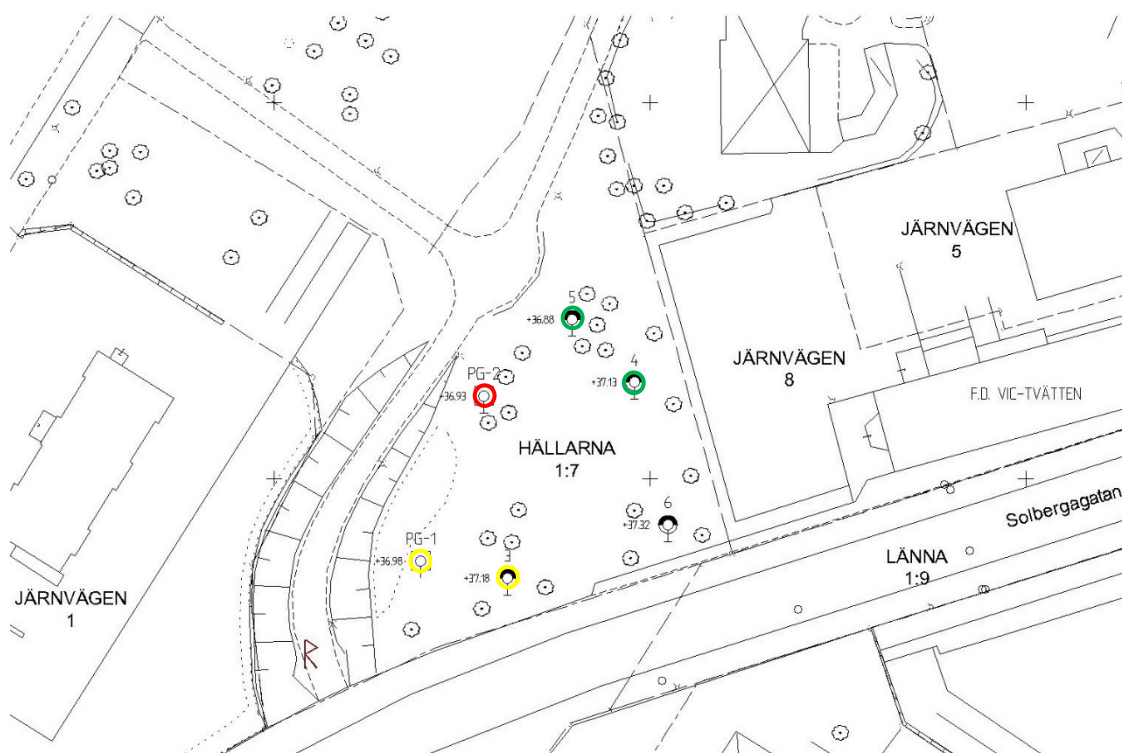 JÄRNVÄGEN
5
5
+36.88
JÄRNVÄGEN
8
4
+37.13
PG-2
+36.93
F.D. VIC-TVÄTTEN
HÄLLARNA
1:7
6
+37.32
Solbergagatan
PG-1
+36.98
3
+37.18
LÄNNA
1:9
JÄRNVÄGEN
1
R